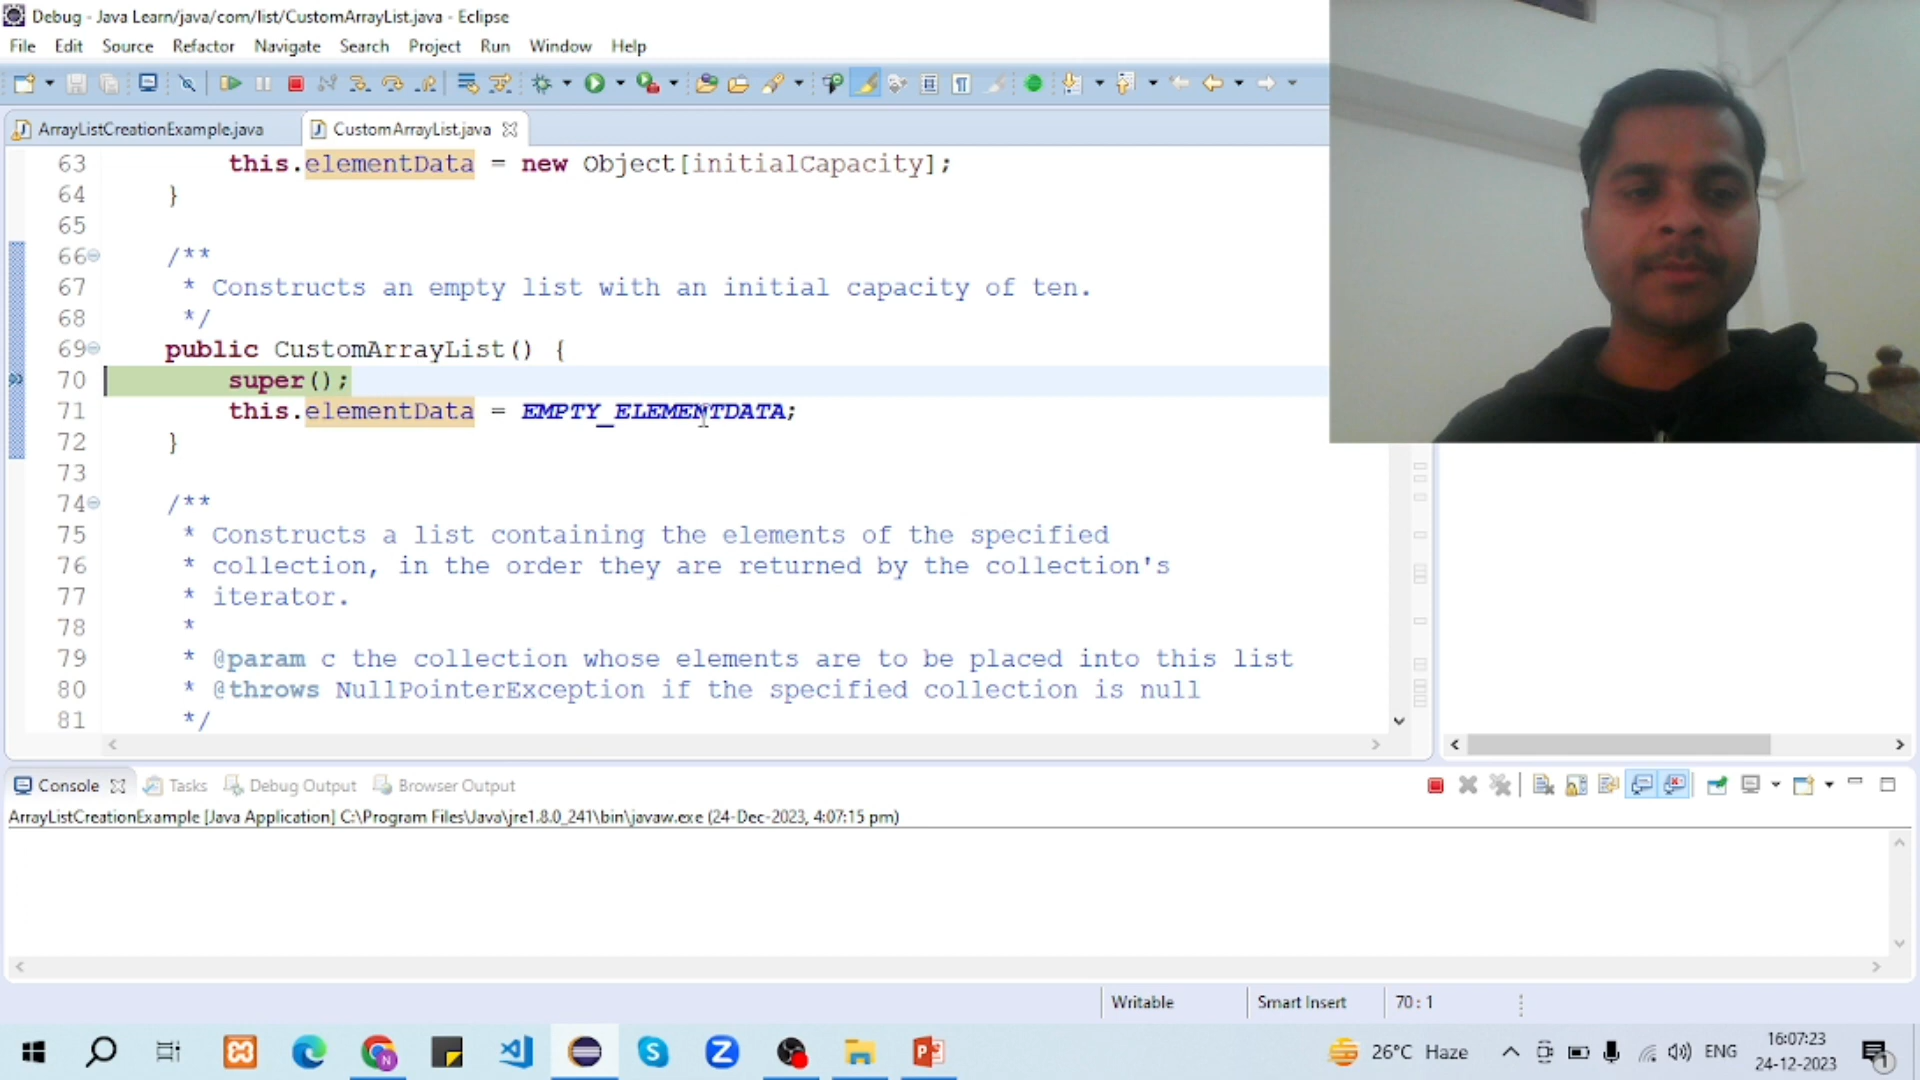 Debug - Java Learn/java/com/list/CustomArrayList.java - Eclipse
File Edit Source Refactor Navigate Search Project Run Window Help
ArrayListCreationExample.java CustomArrayList.java
63 this.elementData = new Object[initialCapacity];
64 }
65
66 /**
67 * Constructs an empty list with an initial capacity of ten.
68 */
69 public CustomArrayList() {
70 super();
71 this.elementData = EMPTY_ELEMENTDATA;
72 }
73
74 /**
75 * Constructs a list containing the elements of the specified
76 * collection, in the order they are returned by the collection's
77 * iterator.
78 *
79 * @param c the collection whose elements are to be placed into this list
80 * @throws NullPointerException if the specified collection is null
81 */
Console Tasks Debug Output Browser Output
ArrayListCreationExample [Java Application] C:\Program Files\Java\jre1.8.0_241\bin\javaw.exe (24-Dec-2023, 4:07:15 pm)
Writable Smart Insert 70 : 1
26°C Haze ENG 16:07:23
24-12-2023 1